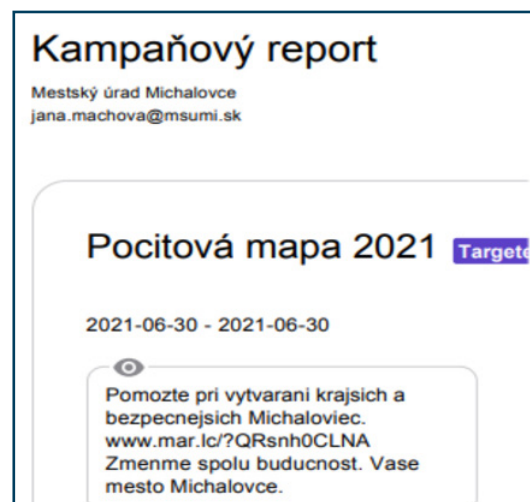 Kampaňový report
Mestský úrad Michalovce
jana.machova@msumi.sk
Pocitová mapa 2021
2021-06-30 - 2021-06-30
Pomozte pri vytvarani krajsich a
bezpecnejsich Michaloviec.
www.mar.lc/?QRsnh0CLNA
Zmenme spolu buducnost. Vase
mesto Michalovce.